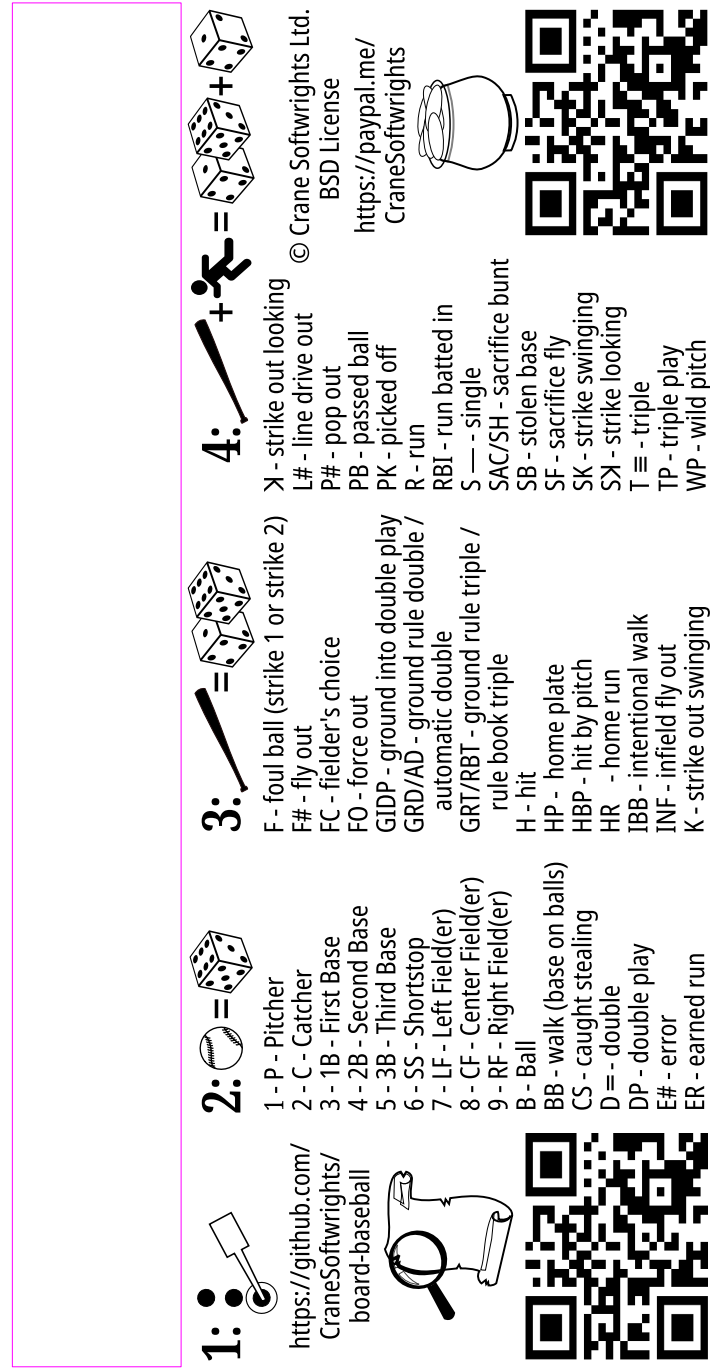 1:
https://github.com/
CraneSoftwrights/
board-baseball
2: =
1 - P - Pitcher
2 - C - Catcher
3 - 1B - First Base
4 - 2B - Second Base
5 - 3B - Third Base
6 - SS - Shortstop
7 - LF - Left Field(er)
8 - CF - Center Field(er)
9 - RF - Right Field(er)
B - Ball
BB - walk (base on balls)
CS - caught stealing
D = - double
DP - double play
E# - error
ER - earned run
3: =
F - foul ball (strike 1 or strike 2)
F# - fly out
FC - fielder's choice
FO - force out
GIDP - ground into double play
GRD/AD - ground rule double /
automatic double
GRT/RBT - ground rule triple /
rule book triple
H - hit
HP - home plate
HBP - hit by pitch
HR - home run
IBB - intentional walk
INF - infield fly out
K - strike out swinging
4: + = +
ꓘ - strike out looking
L# - line drive out
P# - pop out
PB - passed ball
PK - picked off
R - run
RBI - run batted in
S — - single
SAC/SH - sacrifice bunt
SB - stolen base
SF - sacrifice fly
SK - strike swinging
Sꓘ - strike looking
T ≡ - triple
TP - triple play
WP - wild pitch
© Crane Softwrights Ltd.
BSD License
https://paypal.me/
CraneSoftwrights